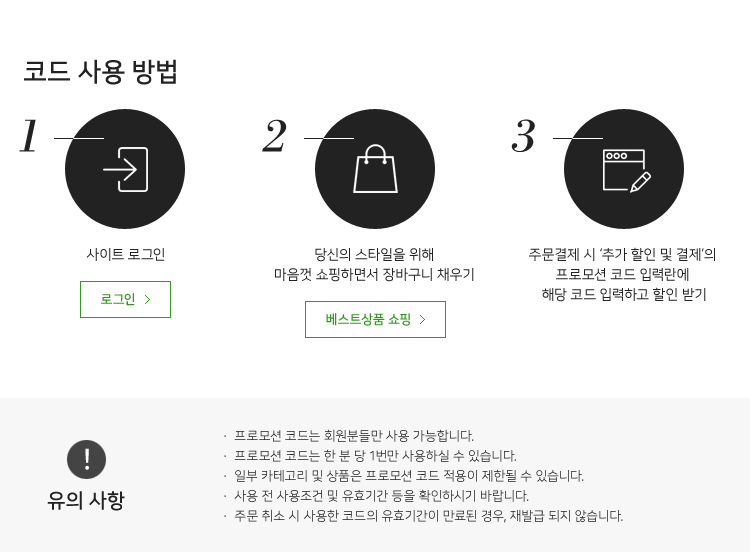 코드 사용 방법
1
2
3
사이트 로그인
로그인
당신의 스타일을 위해
마음껏 쇼핑하면서 장바구니 채우기
베스트상품 쇼핑
주문결제 시 '추가 할인 및 결제'의
프로모션 코드 입력란에
해당 코드 입력하고 할인 받기
!
유의 사항
· 프로모션 코드는 회원분들만 사용 가능합니다.
· 프로모션 코드는 한 분 당 1번만 사용하실 수 있습니다.
· 일부 카테고리 및 상품은 프로모션 코드 적용이 제한될 수 있습니다.
· 사용 전 사용조건 및 유효기간 등을 확인하시기 바랍니다.
· 주문 취소 시 사용한 코드의 유효기간이 만료된 경우, 재발급 되지 않습니다.